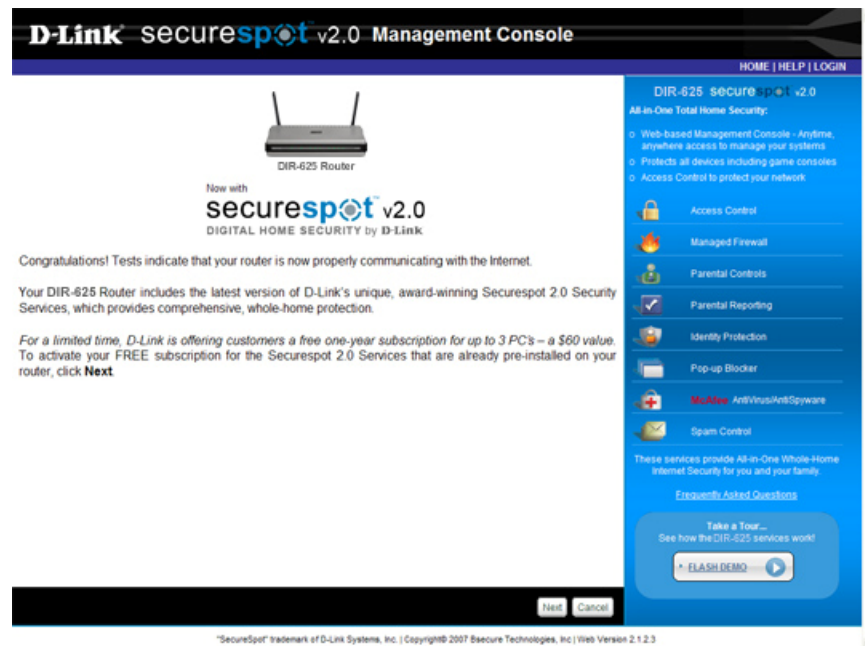 D-Link securespot v2.0 Management Console
HOME | HELP | LOGIN
DIR-625 Router
Now with
securespot™ v2.0
DIGITAL HOME SECURITY by D-Link
Congratulations! Tests indicate that your router is now properly communicating with the Internet.
Your DIR-625 Router includes the latest version of D-Link's unique, award-winning Securespot 2.0 Security
Services, which provides comprehensive, whole-home protection.
For a limited time, D-Link is offering customers a free one-year subscription for up to 3 PC's – a $60 value.
To activate your FREE subscription for the Securespot 2.0 Services that are already pre-installed on your
router, click Next.
Next
Cancel
DIR-625 securespot v2.0
All-in-One Total Home Security:
o Web-based Management Console - Anytime,
anywhere access to manage your systems
o Protects all devices including game consoles
o Access Control to protect your network
Access Control
Managed Firewall
Parental Controls
Parental Reporting
Identity Protection
Pop-up Blocker
McAfee AntiVirus/AntiSpyware
Spam Control
These services provide All-in-One Whole-Home
Internet Security for you and your family.
Frequently Asked Questions
Take a Tour...
See how the DIR-625 services work!
FLASH DEMO
"SecureSpot" trademark of D-Link Systems, Inc. | Copyright© 2007 Bsecure Technologies, Inc | Web Version 2.1.2.3